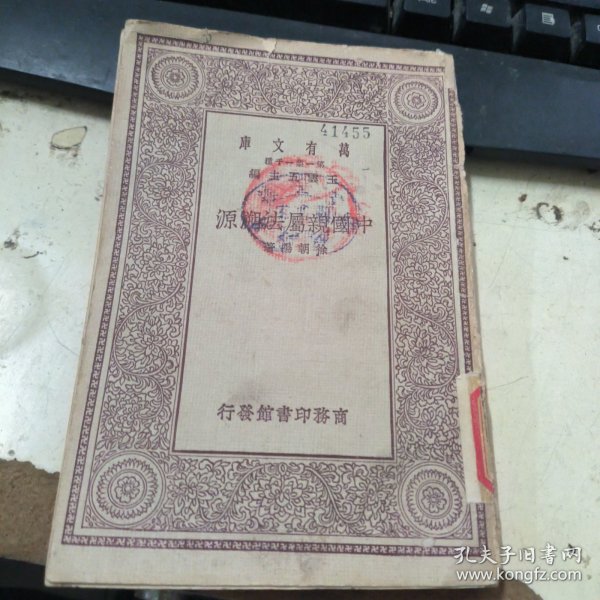 41455
萬有文庫
第一集一千種
王雲五主編
中國親屬法溯源
徐朝陽著
商務印書館發行
孔夫子旧书网
www.kongfz.com